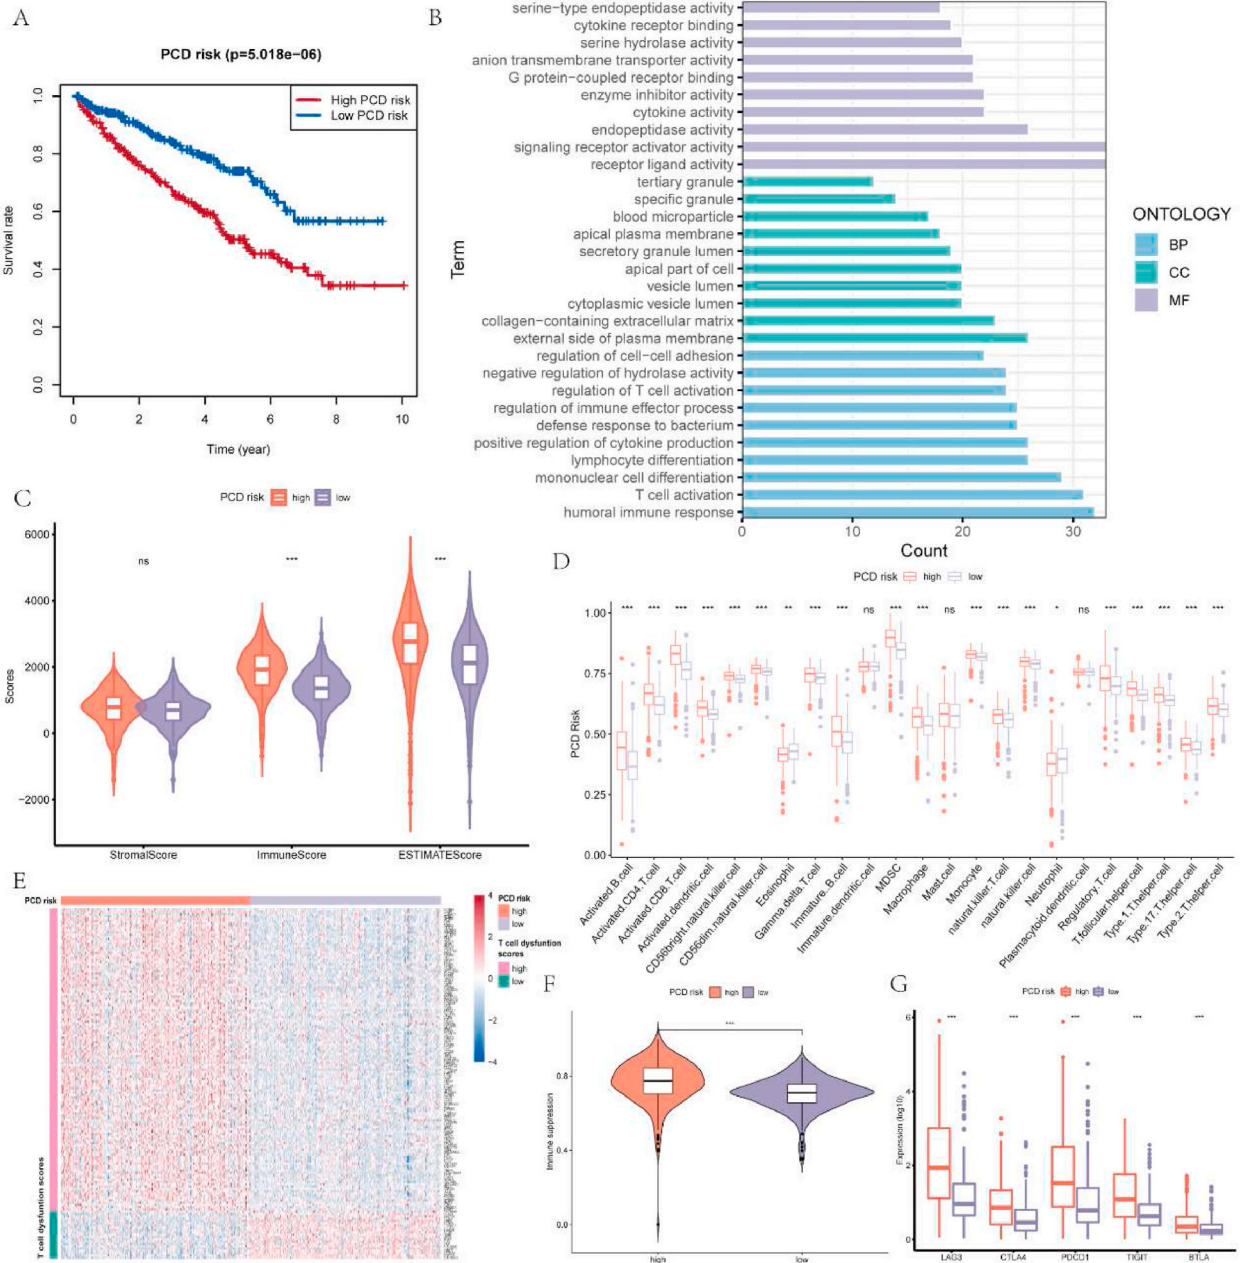 A
PCD risk (p=5.018e−06)
High PCD risk
Low PCD risk
Survival rate
1.0
0.8
0.6
0.4
0.2
0.0
0
2
4
6
8
10
Time (year)
B
Term
serine−type endopeptidase activity
cytokine receptor binding
serine hydrolase activity
anion transmembrane transporter activity
G protein−coupled receptor binding
enzyme inhibitor activity
cytokine activity
endopeptidase activity
signaling receptor activator activity
receptor ligand activity
tertiary granule
specific granule
blood microparticle
apical plasma membrane
secretory granule lumen
apical part of cell
vesicle lumen
cytoplasmic vesicle lumen
collagen−containing extracellular matrix
external side of plasma membrane
regulation of cell−cell adhesion
negative regulation of hydrolase activity
regulation of T cell activation
regulation of immune effector process
defense response to bacterium
positive regulation of cytokine production
lymphocyte differentiation
mononuclear cell differentiation
T cell activation
humoral immune response
0
10
20
30
Count
ONTOLOGY
BP
CC
MF
C
PCD risk high low
Scores
6000
4000
2000
0
−2000
ns
***
***
StromalScore
ImmuneScore
ESTIMATEScore
D
PCD risk high low
PCD Risk
1.00
0.75
0.50
0.25
0.00
*** *** *** *** *** *** ** *** *** ns *** *** ns *** *** *** * ns *** *** *** *** ***
Activated.B.cell
Activated.CD4.T.cell
Activated.CD8.T.cell
Activated.dendritic.cell
CD56bright.natural.killer.cell
CD56dim.natural.killer.cell
Eosinophil
Gamma.delta.T.cell
Immature..B.cell
Immature.dendritic.cell
MDSC
Macrophage
Mast.cell
Monocyte
natural.killer.T.cell
natural.killer.cell
Neutrophil
Plasmacytoid.dendritic.cell
Regulatory.T.cell
T.follicular.helper.cell
Type.1.T.helper.cell
Type.17.T.helper.cell
Type.2.T.helper.cell
E
PCD risk
T cell dysfuntion scores
4
2
0
−2
−4
PCD risk
high
low
T cell dysfuntion
scores
high
low
F
PCD risk high low
Immune suppression
0.8
0.4
0.0
***
high
low
G
PCD risk high low
Expression (log10)
6
4
2
0
*** *** *** *** ***
LAG3
CTLA4
PDCD1
TIGIT
BTLA